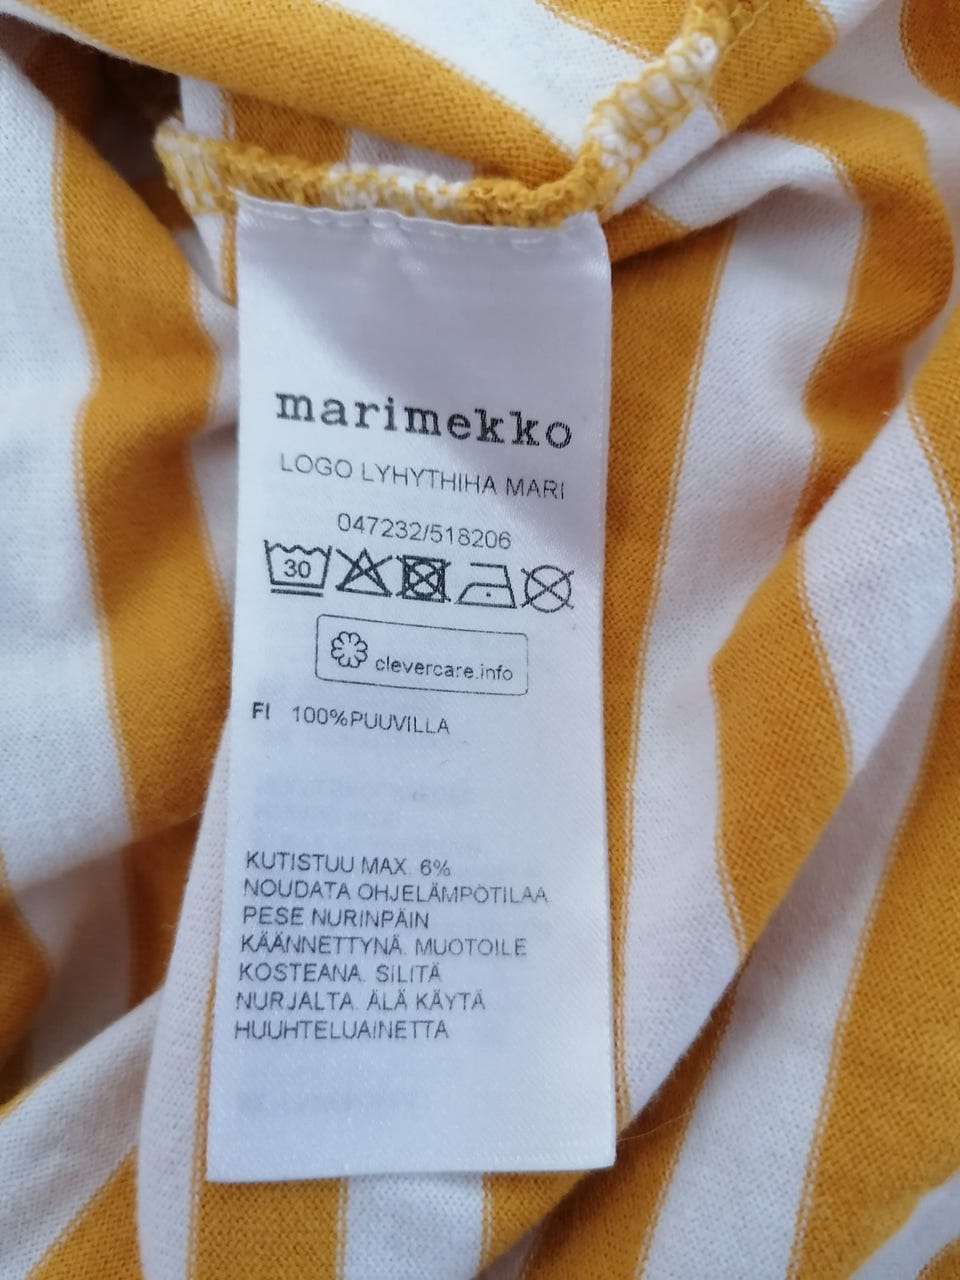 marimekko
LOGO LYHYTHIHA MARI
047232/518206
30
clevercare.info
FI 100%PUUVILLA
KUTISTUU MAX. 6%
NOUDATA OHJELÄMPÖTILAA
PESE NURINPÄIN
KÄÄNNETTYNÄ. MUOTOILE
KOSTEANA. SILITÄ
NURJALTA. ÄLÄ KÄYTÄ
HUUHTELUAINETTA